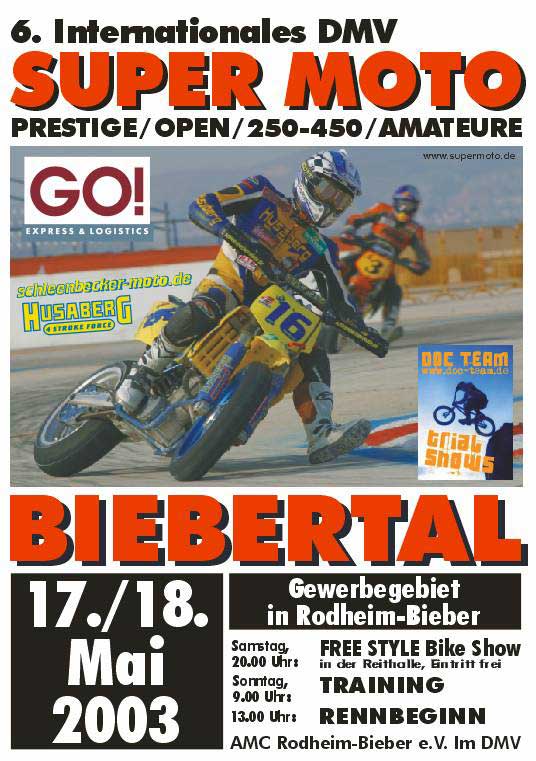 6. Internationales DMV
SUPER MOTO
PRESTIGE/OPEN/250-450/AMATEURE
www.supermoto.de
GO!
EXPRESS & LOGISTICS
schleenbecker-moto.de
HUSABERG
4 STROKE FORCE
HUSABERG
16
3
DOC TEAM
www.doc-team.de
trial
shows
BIEBERTAL
17./18.
Mai
2003
Gewerbegebiet
in Rodheim-Bieber
Samstag,
20.00 Uhr:
FREE STYLE Bike Show
in der Reithalle, Eintritt frei
Sonntag,
9.00 Uhr:
TRAINING
13.00 Uhr:
RENNBEGINN
AMC Rodheim-Bieber e.V. Im DMV